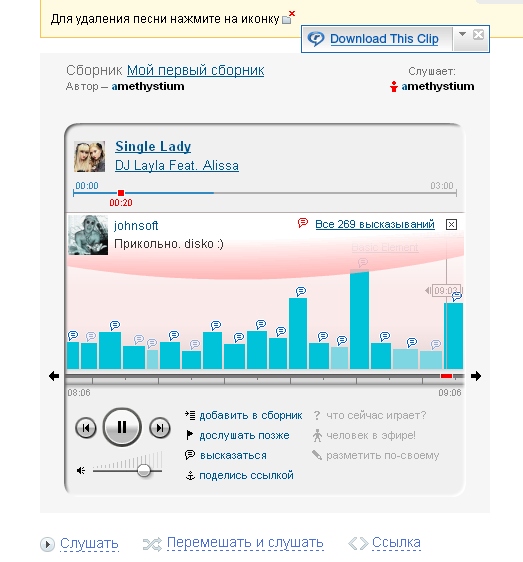 Для удаления песни нажмите на иконку
Download This Clip
Сборник Мой первый сборник
Слушает:
Автор – amethystium
amethystium
Single Lady
DJ Layla Feat. Alissa
00:00
03:00
00:20
johnsoft
Все 269 высказываний
Прикольно. disko :)
09:03
08:06
09:06
добавить в сборник
что сейчас играет?
дослушать позже
человек в эфире!
высказаться
разметить по-своему
поделись ссылкой
Слушать
Перемешать и слушать
Ссылка